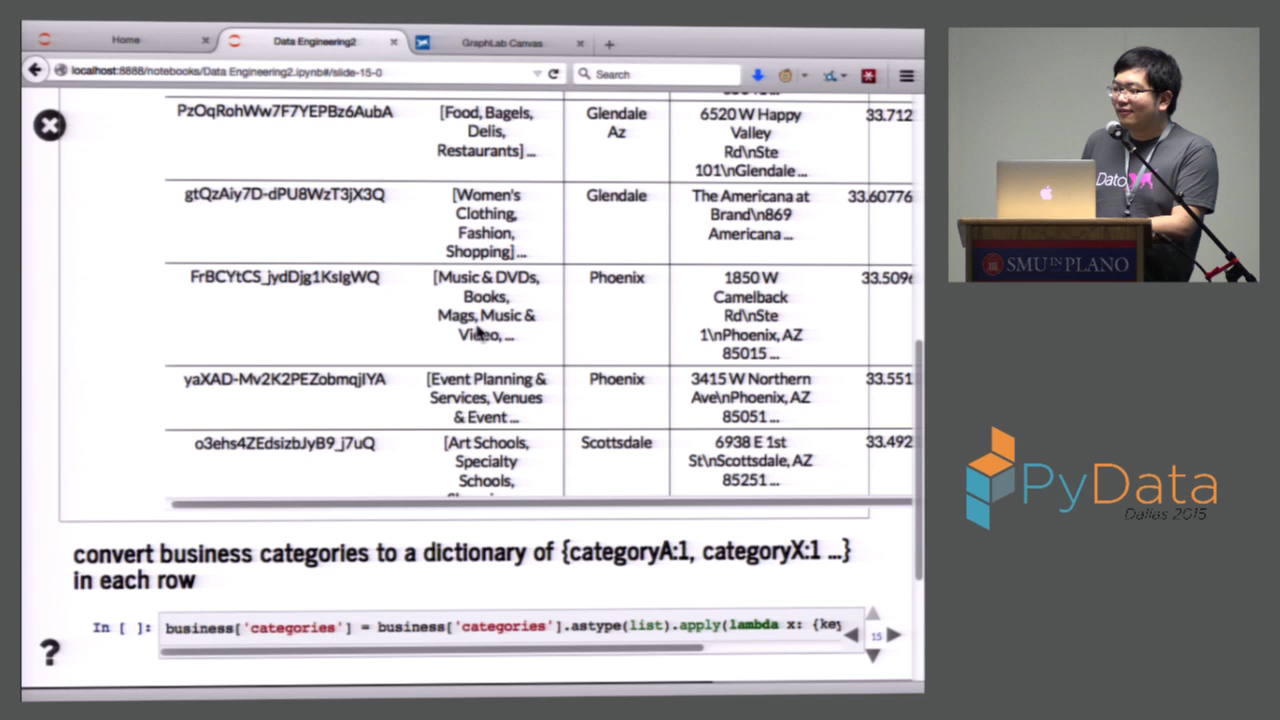 Home
Data Engineering2
GraphLab Canvas
localhost:8888/notebooks/Data Engineering2.ipynb#/slide-15-0
Search
PzOqRohWw7F7YEPBz6AubA
[Food, Bagels,
Delis,
Restaurants] ...
Glendale
Az
6520 W Happy
Valley
Rd\nSte
101\nGlendale ...
33.712
gtQzAiy7D-dPU8WzT3jX3Q
[Women's
Clothing,
Fashion,
Shopping] ...
Glendale
The Americana at
Brand\n869
Americana ...
33.60776
FrBCYtCS_jydDjg1KsIgWQ
[Music & DVDs,
Books,
Mags, Music &
Video, ...
Phoenix
1850 W
Camelback
Rd\nSte
1\nPhoenix, AZ
85015 ...
33.509
yaXAD-Mv2K2PEZobmqjIYA
[Event Planning &
Services, Venues
& Event ...
Phoenix
3415 W Northern
Ave\nPhoenix, AZ
85051 ...
33.551
o3ehs4ZEdsizbJyB9_j7uQ
[Art Schools,
Specialty
Schools,
Scottsdale
6938 E 1st
St\nScottsdale, AZ
85251 ...
33.492
convert business categories to a dictionary of {categoryA:1, categoryX:1 ...}
in each row
In [ ]: business['categories'] = business['categories'].astype(list).apply(lambda x: {key
15
?
Dato
SMU IN PLANO
PyData
Dallas 2015